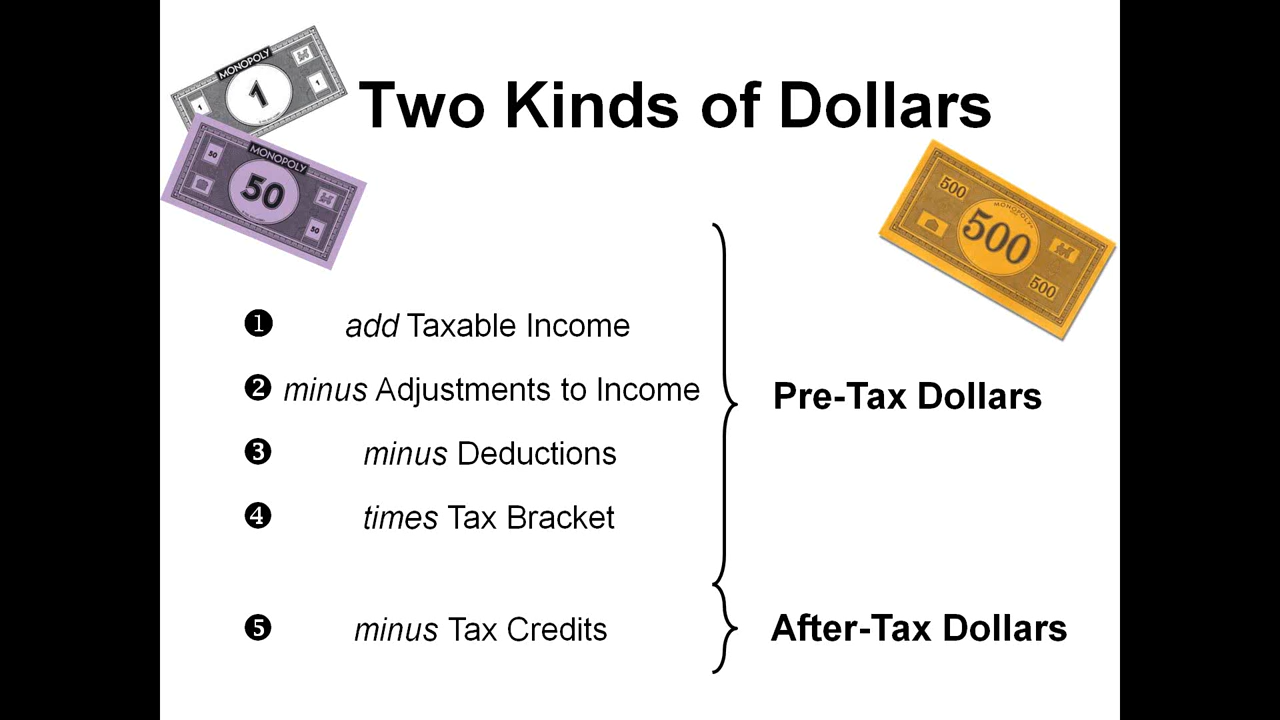 MONOPOLY
1
1
1
Two Kinds of Dollars
50
MONOPOLY
50
50
500
MONOPOLY
500
500
❶ add Taxable Income
❷ minus Adjustments to Income
Pre-Tax Dollars
❸ minus Deductions
❹ times Tax Bracket
❺ minus Tax Credits
After-Tax Dollars